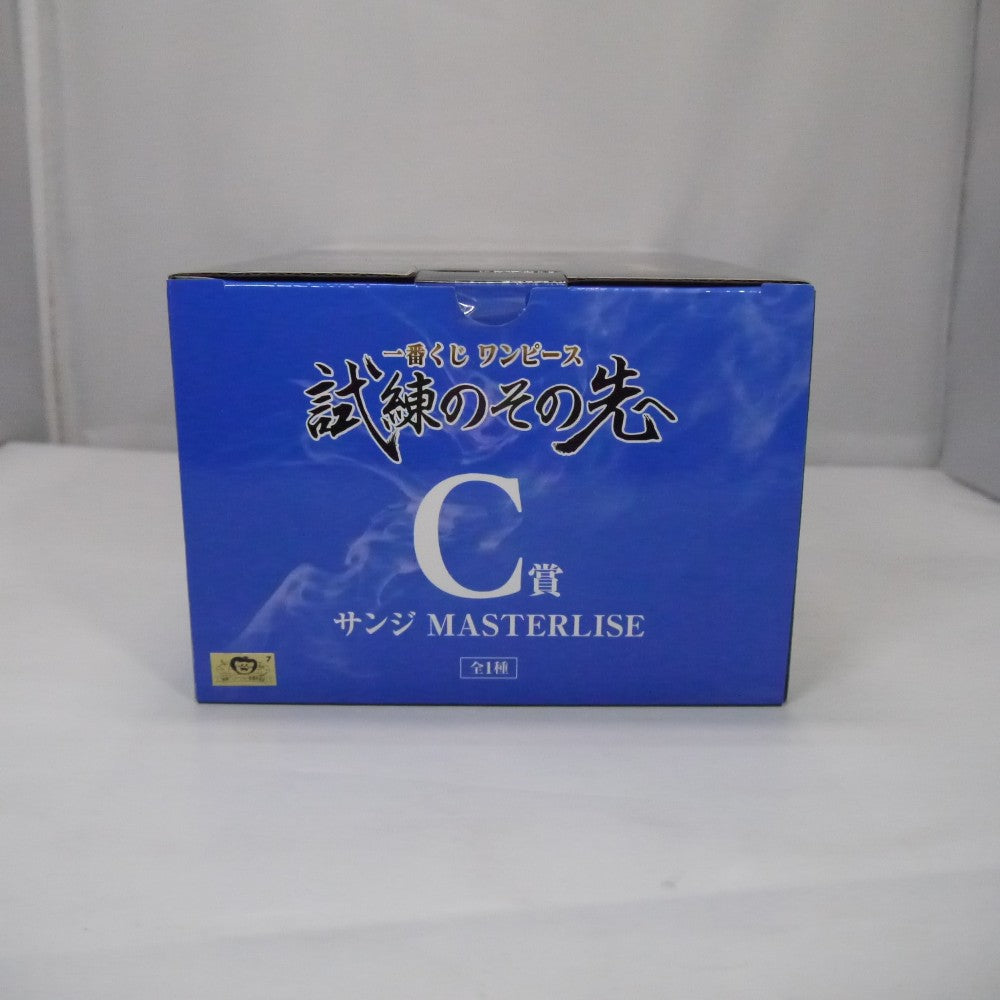 一番くじ ワンピース
試練のその先へ
C賞
サンジ MASTERLISE
全1種
7